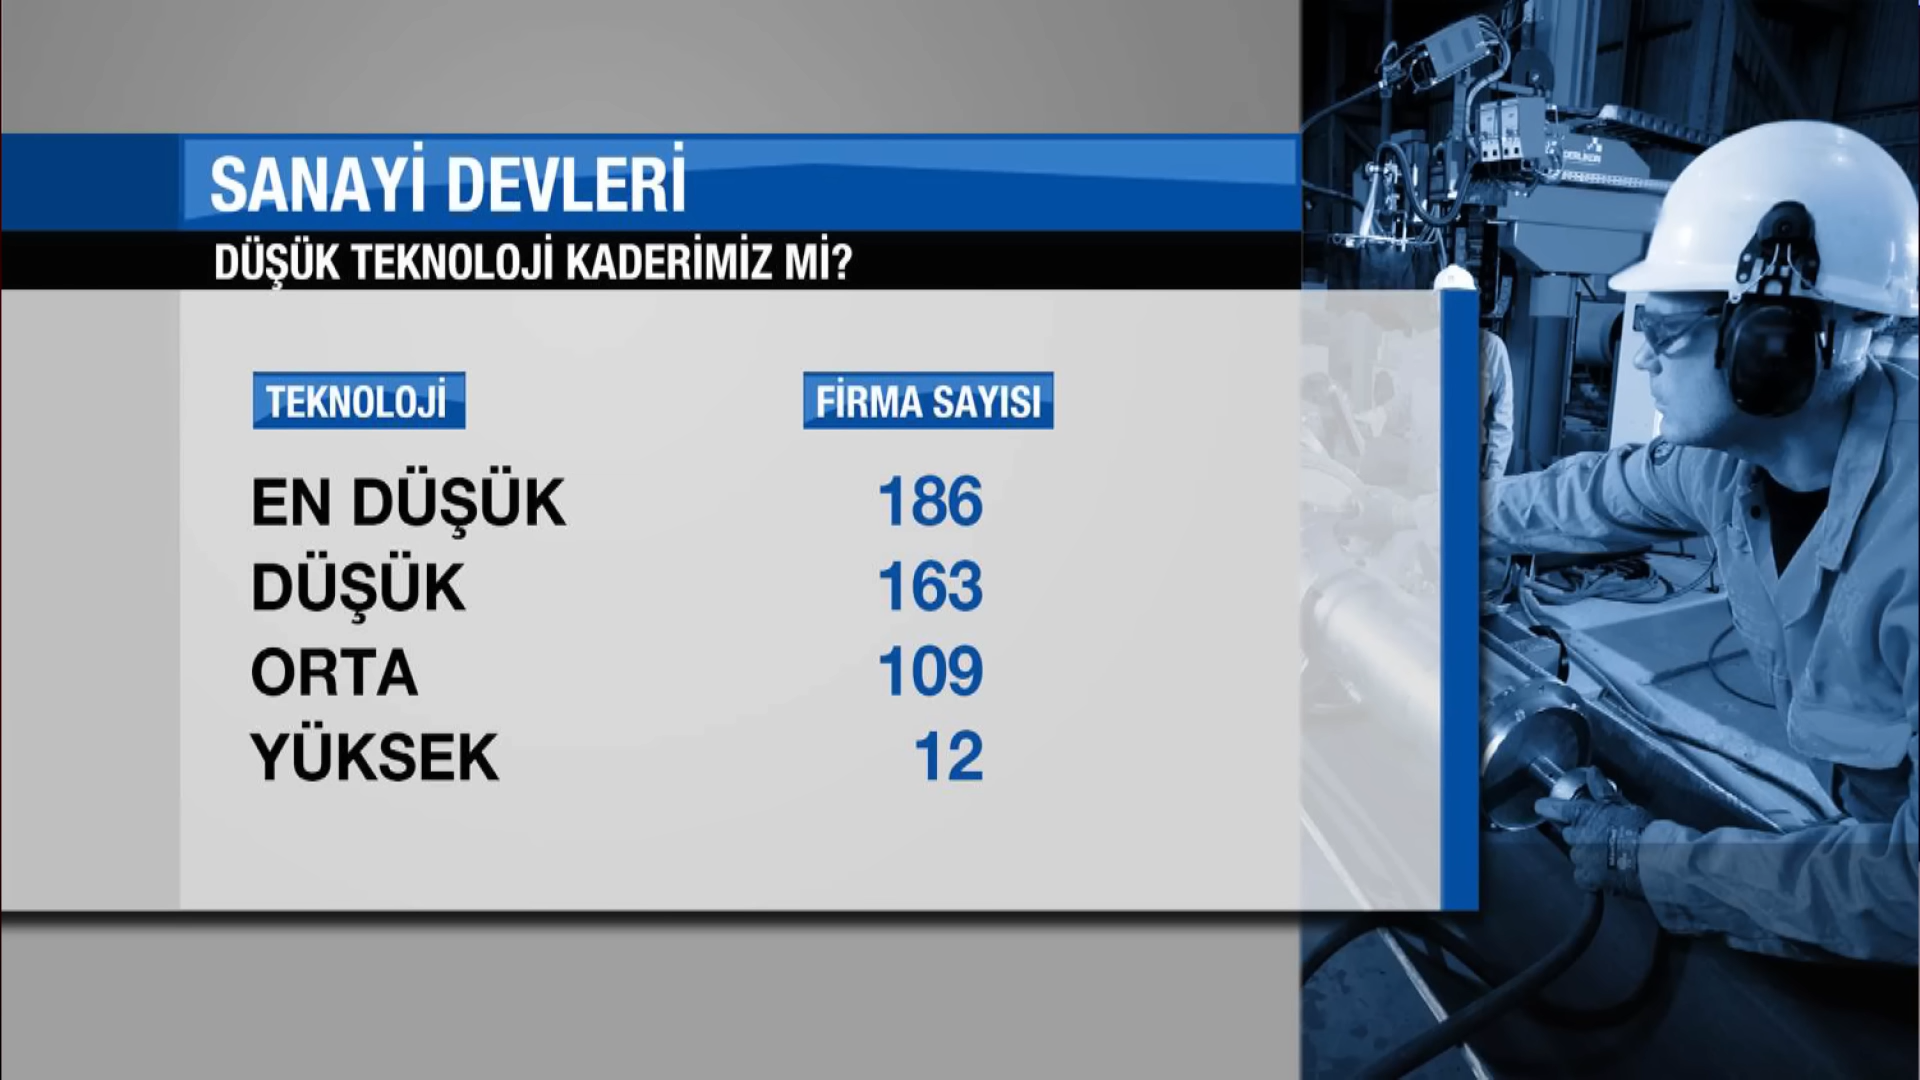 SANAYİ DEVLERİ
DÜŞÜK TEKNOLOJİ KADERİMİZ Mİ?
TEKNOLOJİ FİRMA SAYISI
EN DÜŞÜK 186
DÜŞÜK 163
ORTA 109
YÜKSEK 12